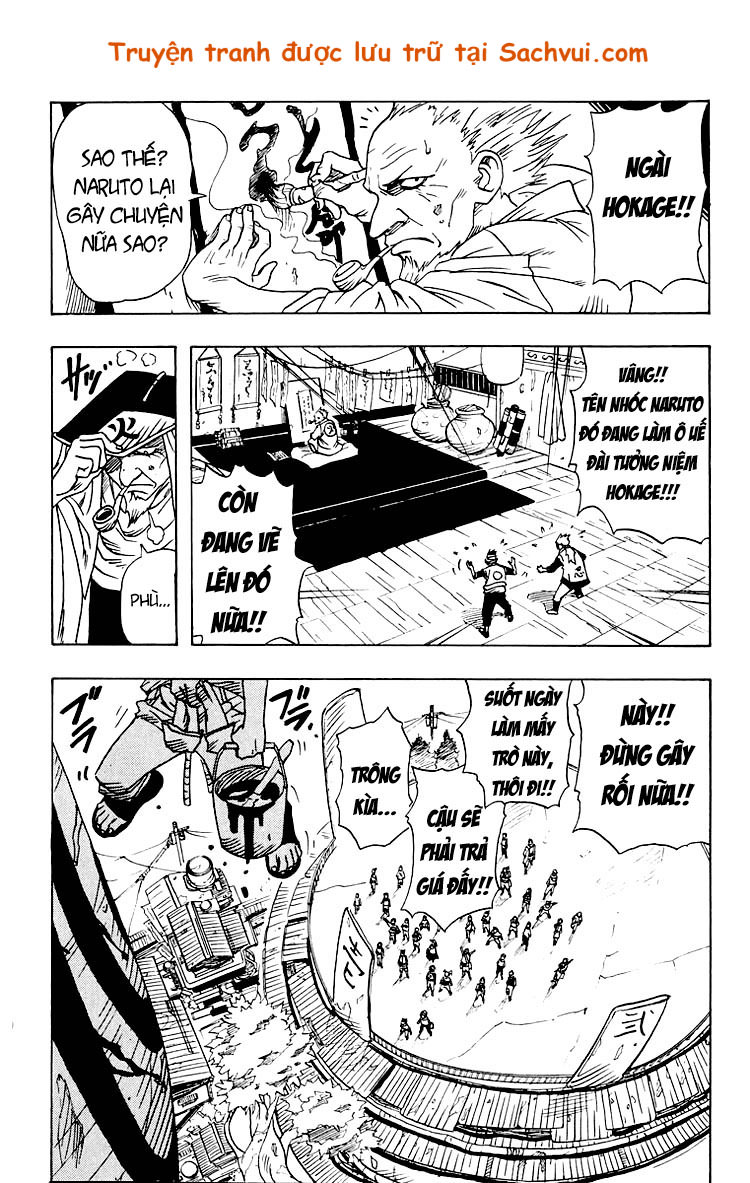 Truyện tranh được lưu trữ tại Sachvui.com
NGÀI
HOKAGE!!
SAO THẾ?
NARUTO LẠI
GÂY CHUYỆN
NỮA SAO?
VÂNG!!
TÊN NHÓC NARUTO
ĐÓ ĐANG LÀM Ô UẾ
ĐÀI TƯỞNG NIỆM
HOKAGE!!!
CÒN
ĐANG VẼ
LÊN ĐÓ
NỮA!!
PHÙ...
NÀY!!
ĐỪNG GÂY
RỐI NỮA!!
SUỐT NGÀY
LÀM MẤY
TRÒ NÀY,
THÔI ĐI!!
CẬU SẼ
PHẢI TRẢ
GIÁ ĐẤY!!
TRÔNG
KÌA...